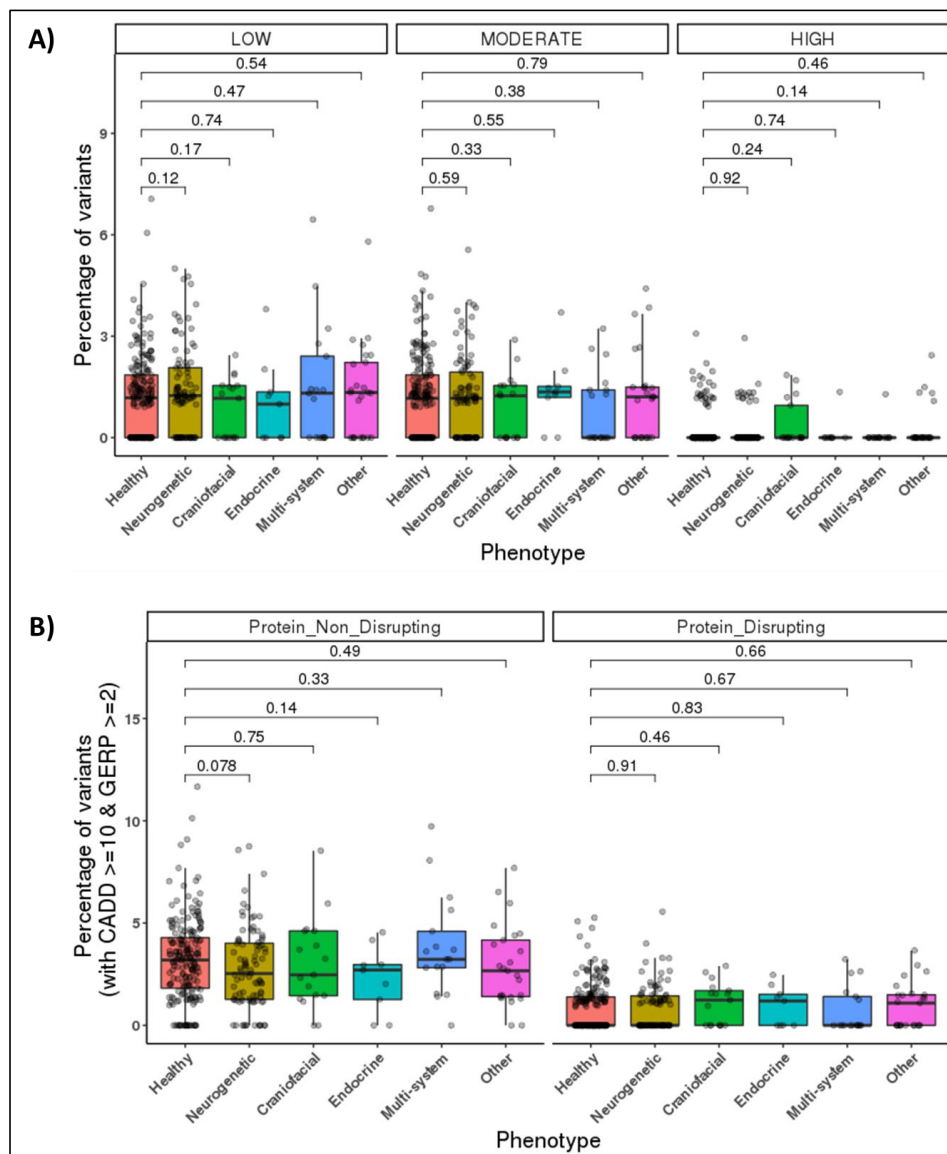 A)
LOW MODERATE HIGH
0.54 0.79 0.46
0.47 0.38 0.14
0.74 0.55 0.74
0.17 0.33 0.24
0.12 0.59 0.92
Percentage of variants
9
6
3
0
Healthy Neurogenetic Craniofacial Endocrine Multi-system Other Healthy Neurogenetic Craniofacial Endocrine Multi-system Other Healthy Neurogenetic Craniofacial Endocrine Multi-system Other
Phenotype
B)
Protein_Non_Disrupting Protein_Disrupting
0.49 0.66
0.33 0.67
0.14 0.83
0.75 0.46
0.078 0.91
Percentage of variants
(with CADD >=10 & GERP >=2)
15
10
5
0
Healthy Neurogenetic Craniofacial Endocrine Multi-system Other Healthy Neurogenetic Craniofacial Endocrine Multi-system Other
Phenotype